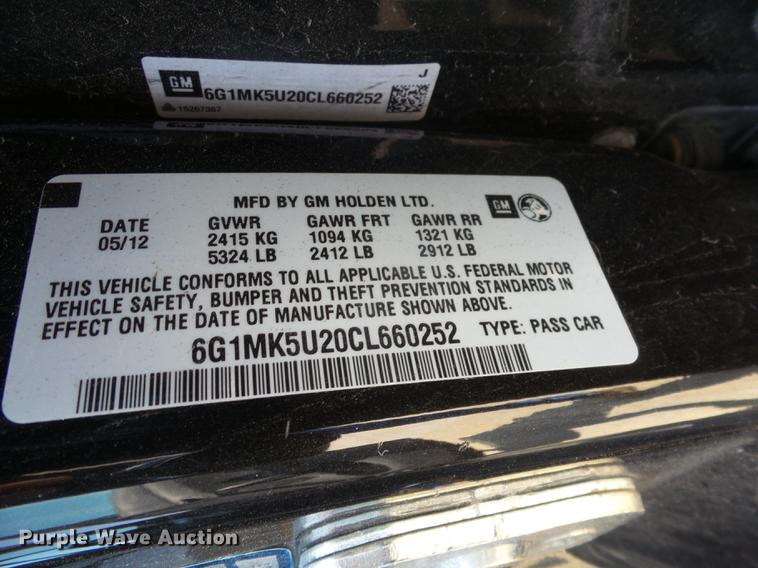 GM
6G1MK5U20CL660252
J
15267367
MFD BY GM HOLDEN LTD.
GM
DATE GVWR GAWR FRT GAWR RR
05/12 2415 KG 1094 KG 1321 KG
5324 LB 2412 LB 2912 LB
THIS VEHICLE CONFORMS TO ALL APPLICABLE U.S. FEDERAL MOTOR
VEHICLE SAFETY, BUMPER AND THEFT PREVENTION STANDARDS IN
EFFECT ON THE DATE OF MANUFACTURE SHOWN ABOVE.
6G1MK5U20CL660252 TYPE: PASS CAR
Purple Wave Auction